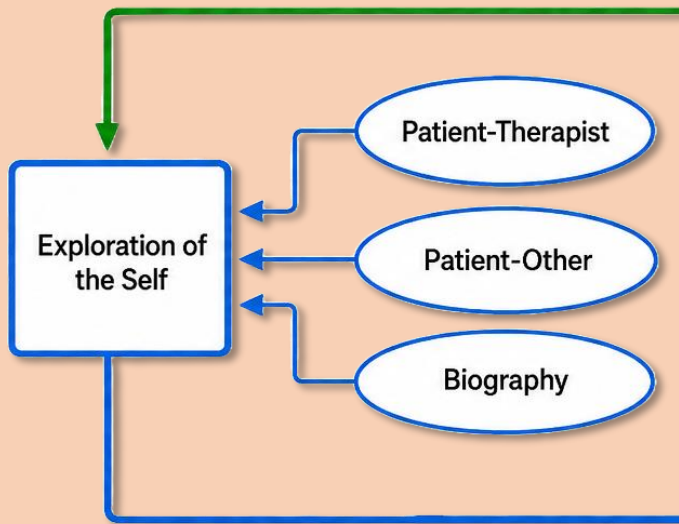 Patient-Therapist
Exploration of
the Self
Patient-Other
Biography